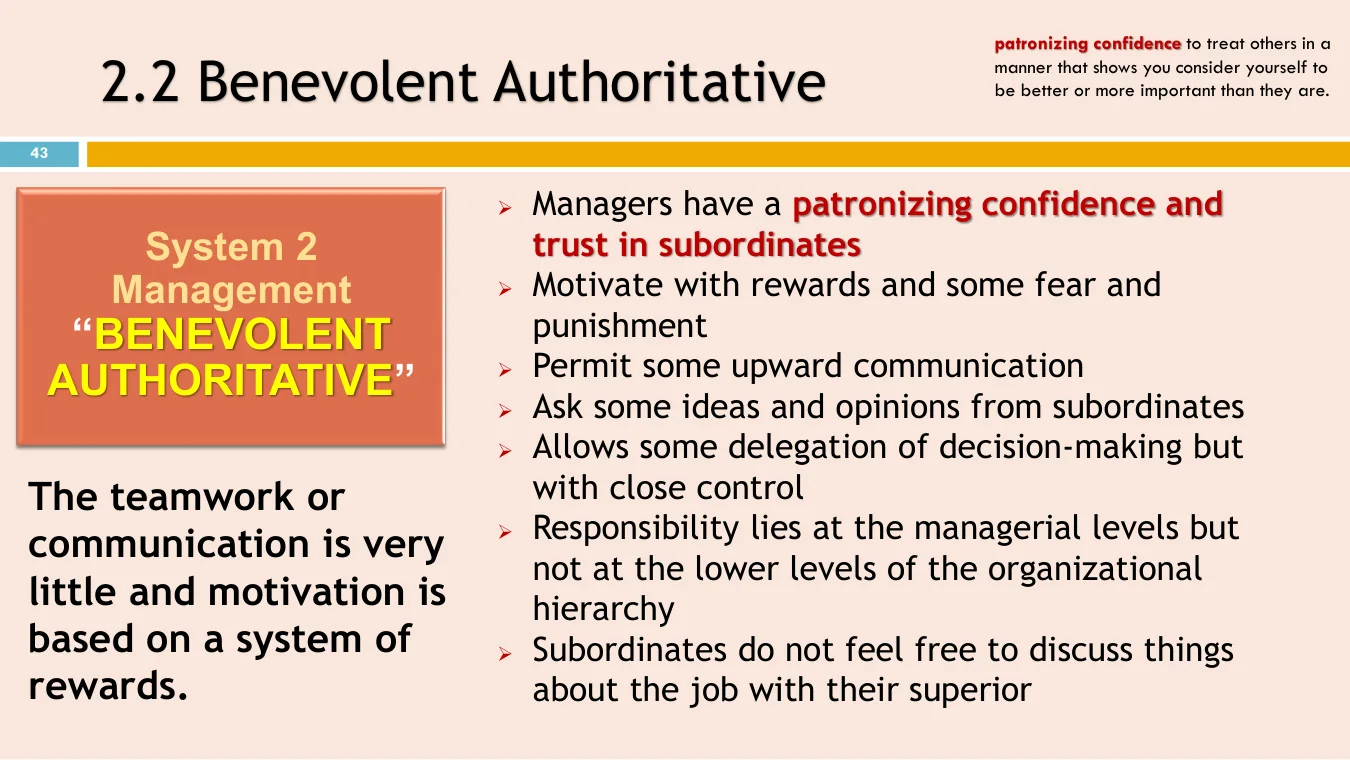 2.2 Benevolent Authoritative
patronizing confidence to treat others in a
manner that shows you consider yourself to
be better or more important than they are.
43
System 2
Management
“BENEVOLENT
AUTHORITATIVE”
The teamwork or
communication is very
little and motivation is
based on a system of
rewards.
Managers have a patronizing confidence and
trust in subordinates
Motivate with rewards and some fear and
punishment
Permit some upward communication
Ask some ideas and opinions from subordinates
Allows some delegation of decision-making but
with close control
Responsibility lies at the managerial levels but
not at the lower levels of the organizational
hierarchy
Subordinates do not feel free to discuss things
about the job with their superior